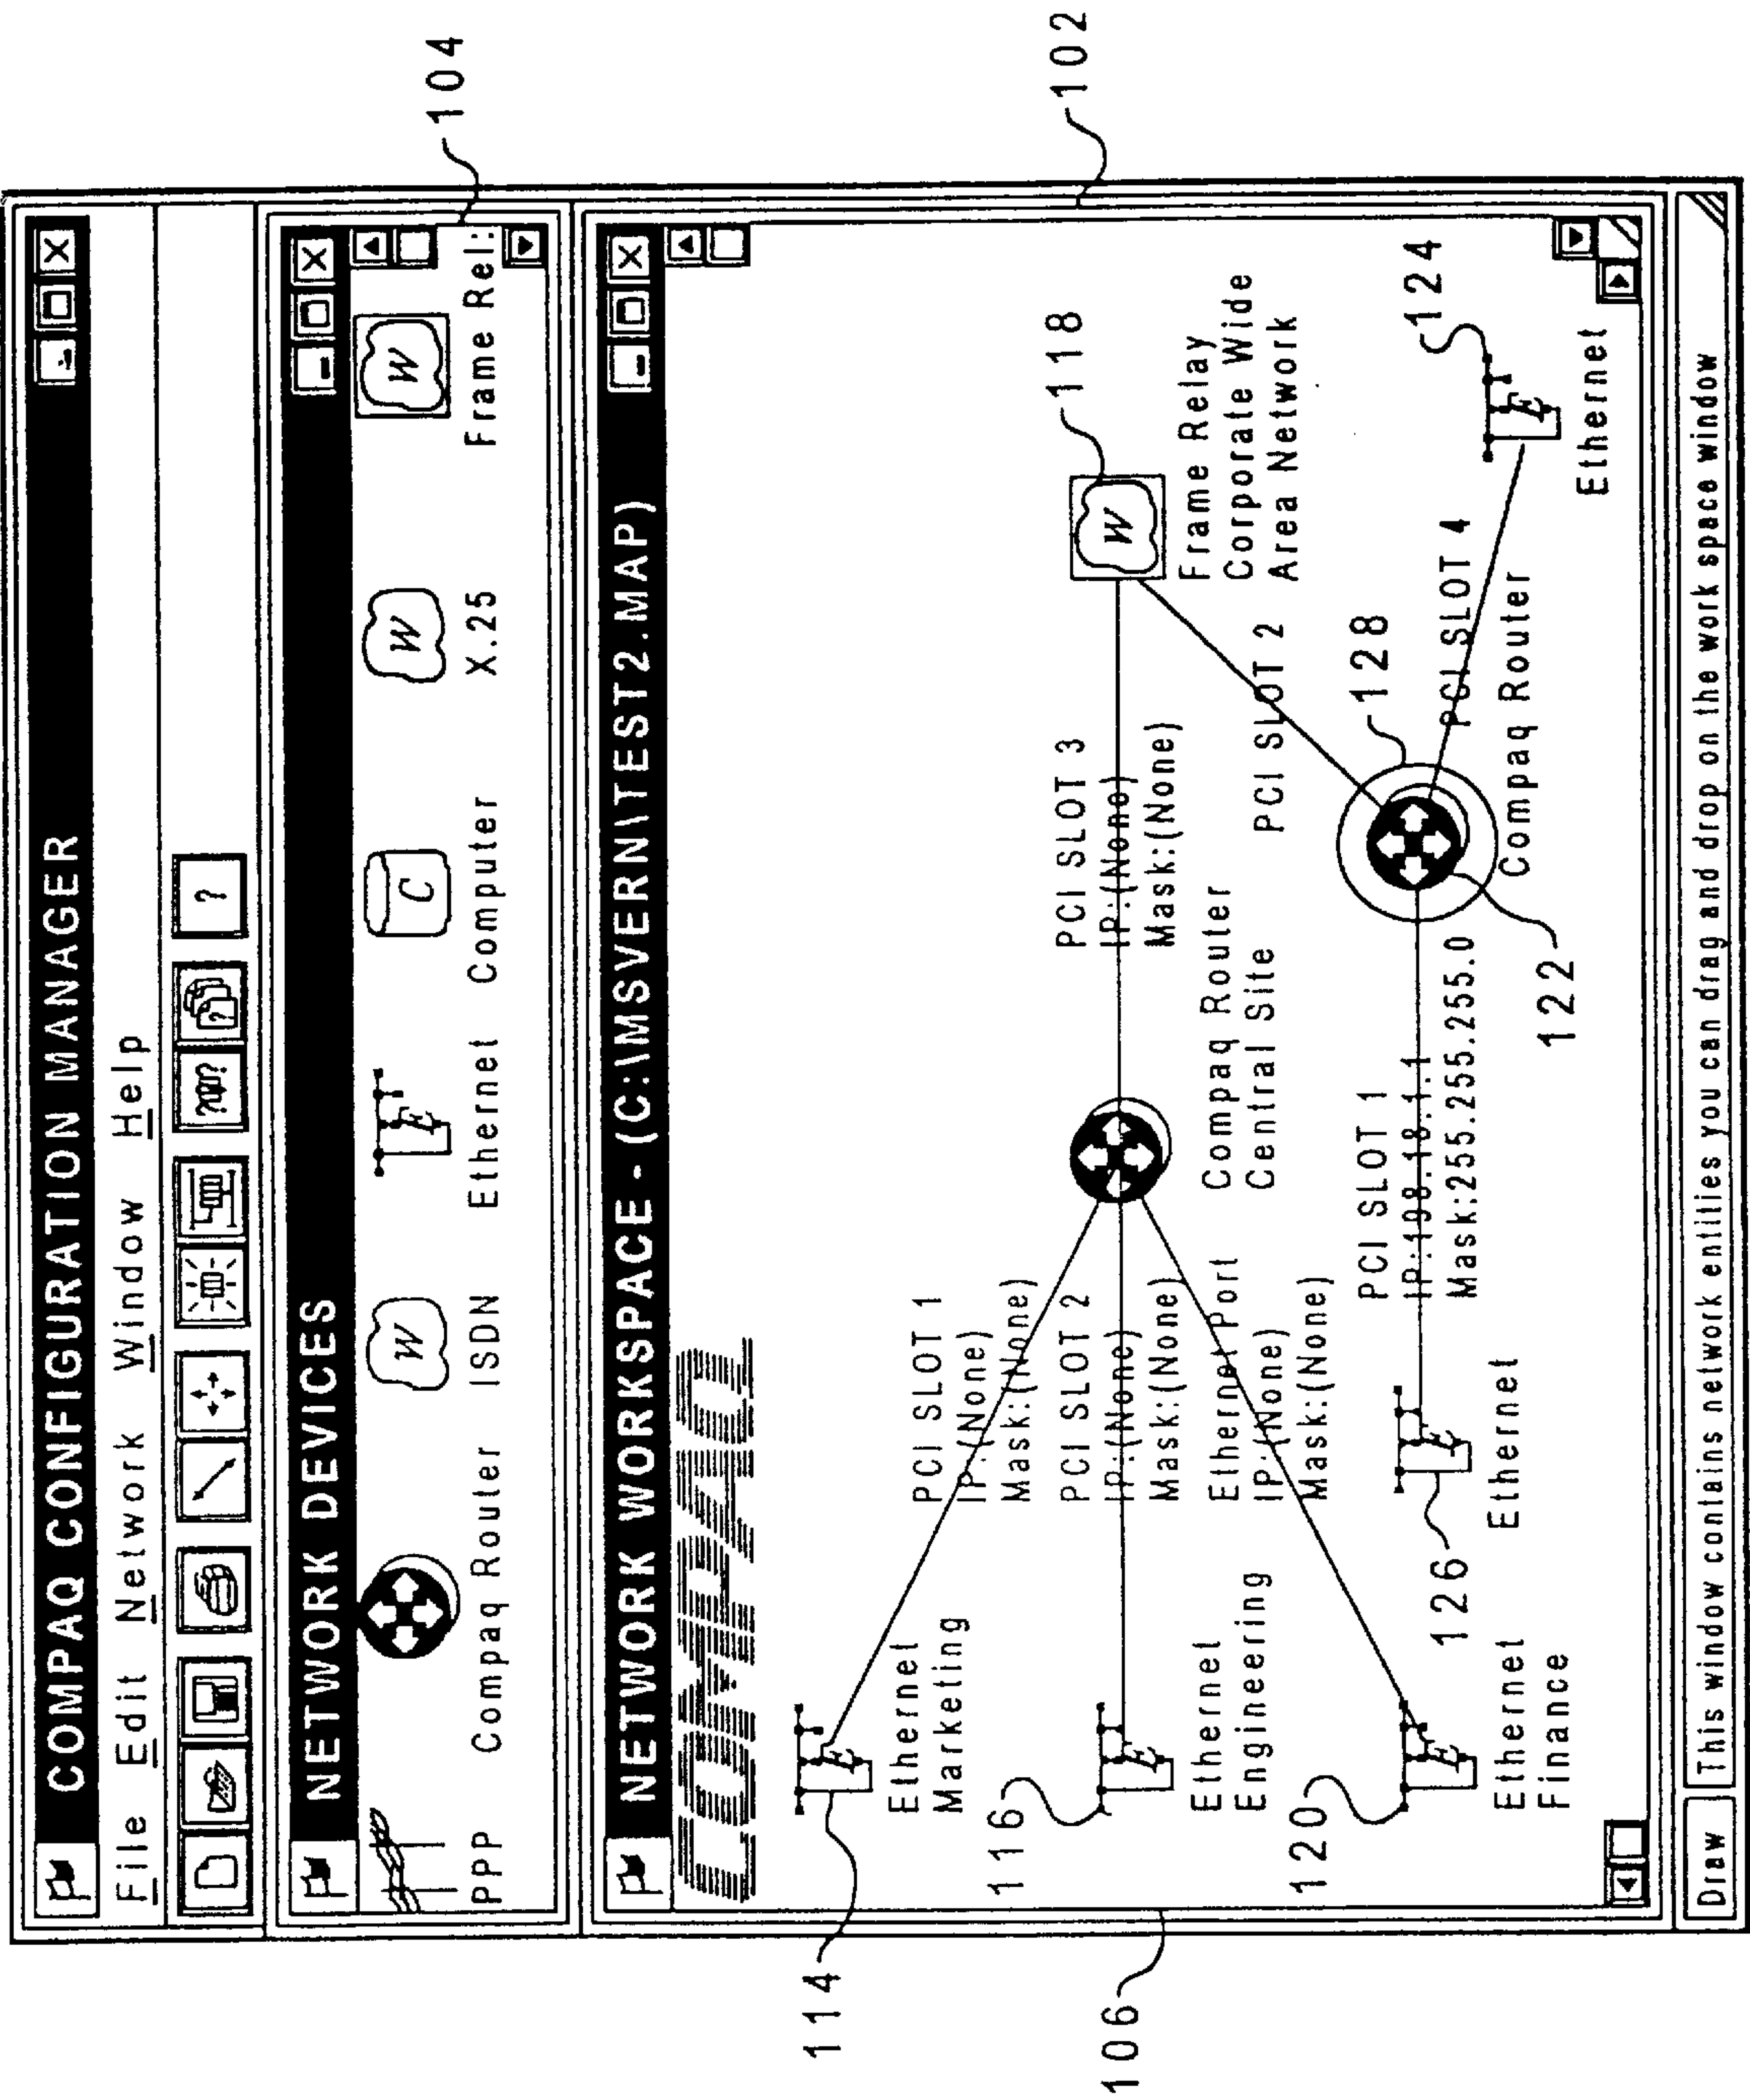 COMPAQ CONFIGURATION MANAGER
File Edit Network Window Help
?
NETWORK DEVICES
104
W
E
C
W
W
PPP Compaq Router ISDN Ethernet Computer X.25 Frame Rel:
NETWORK WORKSPACE - (C:\MSVERN\TEST2.MAP)
COMPAQ
102
114
E
Ethernet
Marketing
PCI SLOT 1
IP:(None)
Mask:(None)
116
E
Ethernet
Engineering
PCI SLOT 2
IP:(None)
Mask:(None)
Compaq Router
Central Site
PCI SLOT 3
IP:(None)
Mask:(None)
W
118
Frame Relay
Corporate Wide
Area Network
106
120
E
Ethernet
Finance
Ethernet Port
IP:(None)
Mask:(None)
PCI SLOT 2
126
E
Ethernet
PCI SLOT 1
IP:198.18.1.1
Mask:255.255.255.0
128
122
Compaq Router
PCI SLOT 4
124
E
Ethernet
Draw This window contains network entities you can drag and drop on the work space window